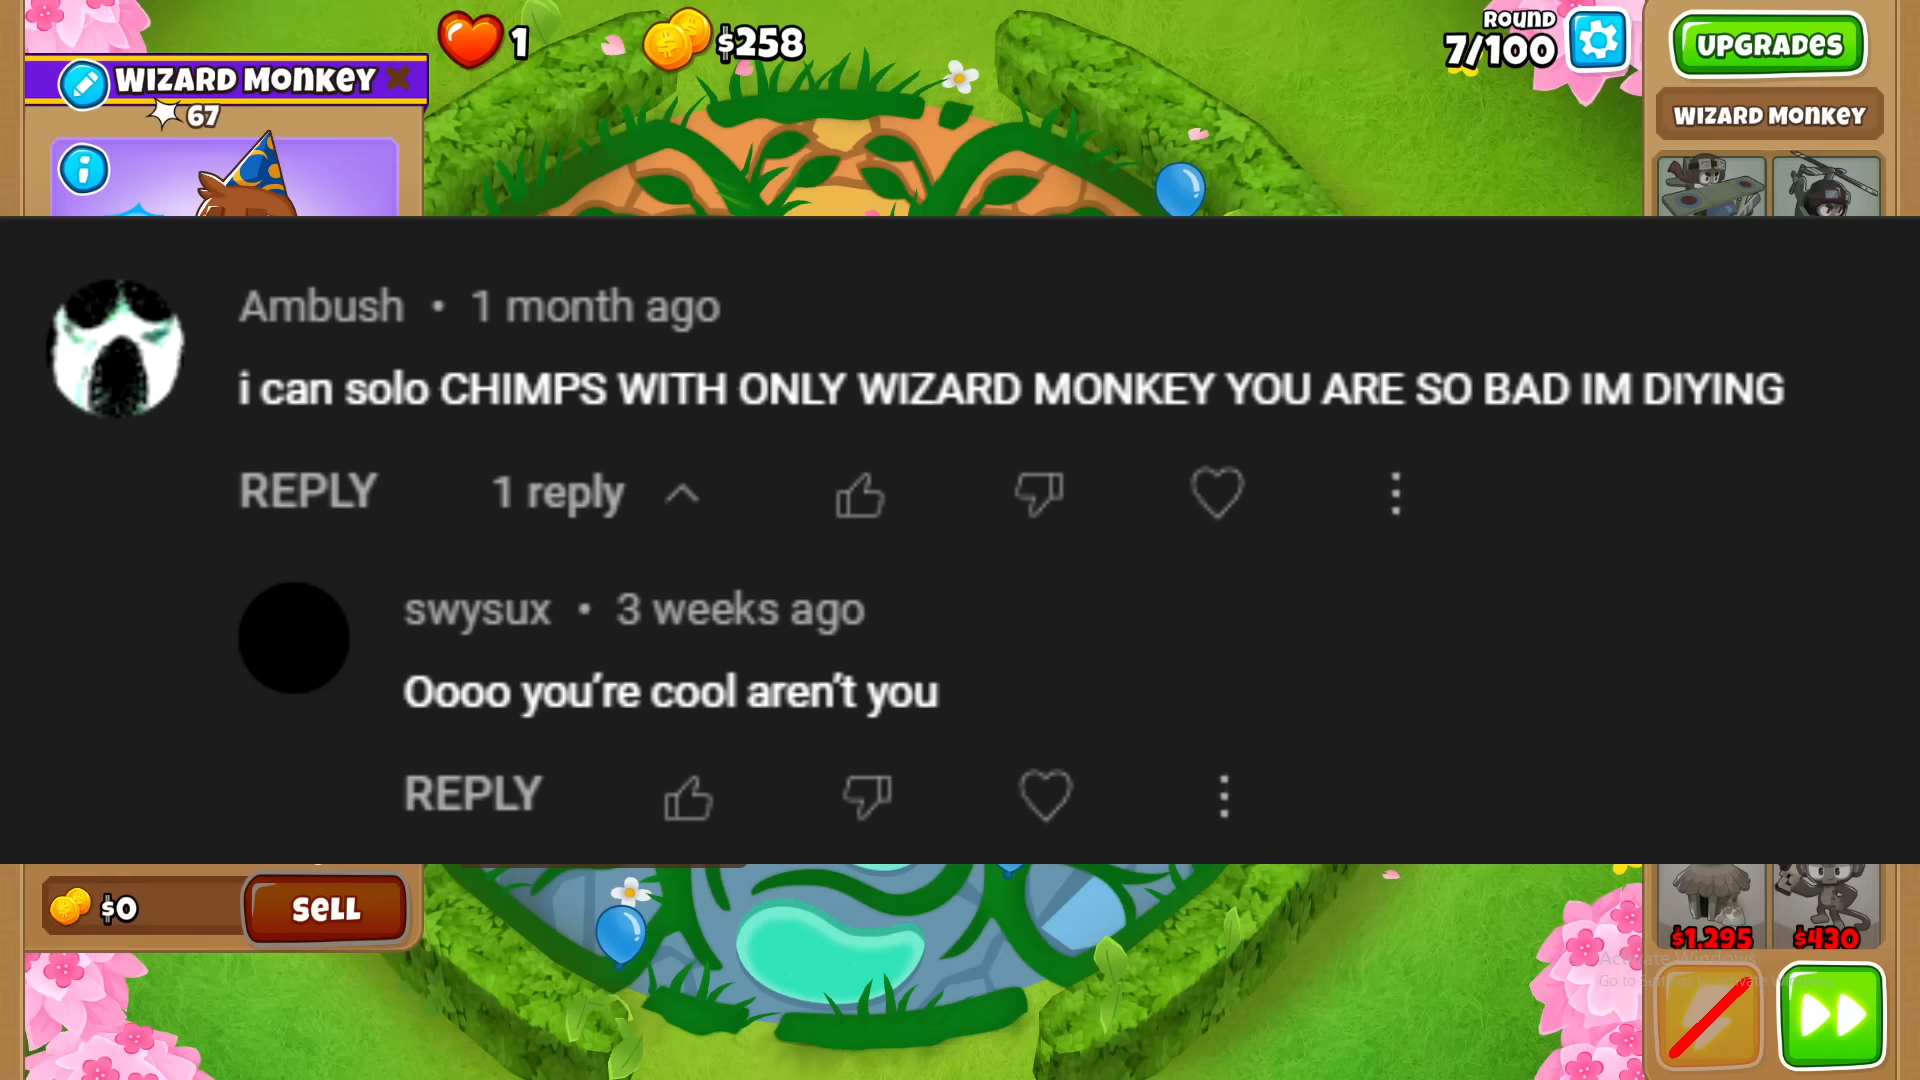 1
$258
ROUND
7/100
UPGRADES
WIZARD MONKEY
67
WIZARD MONKEY
Ambush • 1 month ago
i can solo CHIMPS WITH ONLY WIZARD MONKEY YOU ARE SO BAD IM DIYING
REPLY 1 reply
swysux • 3 weeks ago
Oooo you're cool aren't you
REPLY
$0
SELL
$1,295
$430
Activate Windows